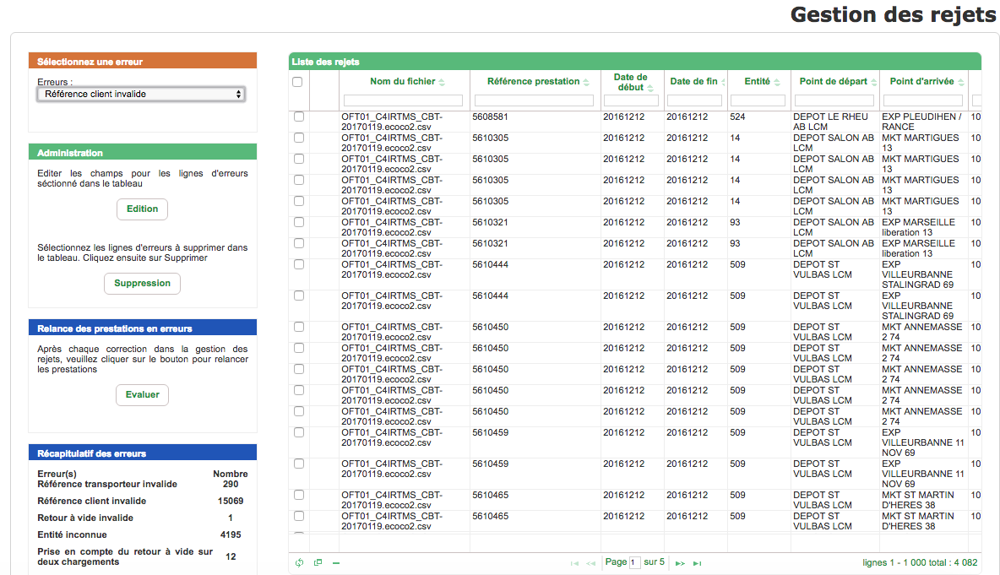 Gestion des rejets
Sélectionnez une erreur
Erreurs :
Référence client invalide
Administration
Editer les champs pour les lignes d'erreurs
séctionné dans le tableau
Edition
Sélectionnez les lignes d'erreurs à supprimer dans
le tableau. Cliquez ensuite sur Supprimer
Suppression
Relance des prestations en erreurs
Après chaque correction dans la gestion des
rejets, veuillez cliquer sur le bouton pour relancer
les prestations
Evaluer
Récapitulatif des erreurs
Erreur(s) Nombre
Référence transporteur invalide 290
Référence client invalide 15069
Retour à vide invalide 1
Entité inconnue 4195
Prise en compte du retour à vide sur
deux chargements 12
Liste des rejets
Nom du fichier Référence prestation Date de début Date de fin Entité Point de départ Point d'arrivée
OFT01_C4IRTMS_CBT- 5608581 20161212 20161212 524 DEPOT LE RHEU EXP PLEUDIHEN / 10
20170119.ecoco2.csv AB LCM RANCE
OFT01_C4IRTMS_CBT- 5610305 20161212 20161212 14 DEPOT SALON AB MKT MARTIGUES 10
20170119.ecoco2.csv LCM 13
OFT01_C4IRTMS_CBT- 5610305 20161212 20161212 14 DEPOT SALON AB MKT MARTIGUES 10
20170119.ecoco2.csv LCM 13
OFT01_C4IRTMS_CBT- 5610305 20161212 20161212 14 DEPOT SALON AB MKT MARTIGUES 10
20170119.ecoco2.csv LCM 13
OFT01_C4IRTMS_CBT- 5610305 20161212 20161212 14 DEPOT SALON AB MKT MARTIGUES 10
20170119.ecoco2.csv LCM 13
OFT01_C4IRTMS_CBT- 5610321 20161212 20161212 93 DEPOT SALON AB EXP MARSEILLE 10
20170119.ecoco2.csv LCM liberation 13
OFT01_C4IRTMS_CBT- 5610321 20161212 20161212 93 DEPOT SALON AB EXP MARSEILLE 10
20170119.ecoco2.csv LCM liberation 13
OFT01_C4IRTMS_CBT- 5610444 20161212 20161212 509 DEPOT ST EXP 10
20170119.ecoco2.csv VULBAS LCM VILLEURBANNE
STALINGRAD 69
OFT01_C4IRTMS_CBT- 5610444 20161212 20161212 509 DEPOT ST EXP 10
20170119.ecoco2.csv VULBAS LCM VILLEURBANNE
STALINGRAD 69
OFT01_C4IRTMS_CBT- 5610450 20161212 20161212 509 DEPOT ST MKT ANNEMASSE 10
20170119.ecoco2.csv VULBAS LCM 2 74
OFT01_C4IRTMS_CBT- 5610450 20161212 20161212 509 DEPOT ST MKT ANNEMASSE 10
20170119.ecoco2.csv VULBAS LCM 2 74
OFT01_C4IRTMS_CBT- 5610450 20161212 20161212 509 DEPOT ST MKT ANNEMASSE 10
20170119.ecoco2.csv VULBAS LCM 2 74
OFT01_C4IRTMS_CBT- 5610450 20161212 20161212 509 DEPOT ST MKT ANNEMASSE 10
20170119.ecoco2.csv VULBAS LCM 2 74
OFT01_C4IRTMS_CBT- 5610450 20161212 20161212 509 DEPOT ST MKT ANNEMASSE 10
20170119.ecoco2.csv VULBAS LCM 2 74
OFT01_C4IRTMS_CBT- 5610459 20161212 20161212 509 DEPOT ST EXP 10
20170119.ecoco2.csv VULBAS LCM VILLEURBANNE 11
NOV 69
OFT01_C4IRTMS_CBT- 5610459 20161212 20161212 509 DEPOT ST EXP 10
20170119.ecoco2.csv VULBAS LCM VILLEURBANNE 11
NOV 69
OFT01_C4IRTMS_CBT- 5610465 20161212 20161212 509 DEPOT ST MKT ST MARTIN 10
20170119.ecoco2.csv VULBAS LCM D'HERES 38
OFT01_C4IRTMS_CBT- 5610465 20161212 20161212 509 DEPOT ST MKT ST MARTIN 10
20170119.ecoco2.csv VULBAS LCM D'HERES 38
Page 1 sur 5
lignes 1 - 1 000 total : 4 082